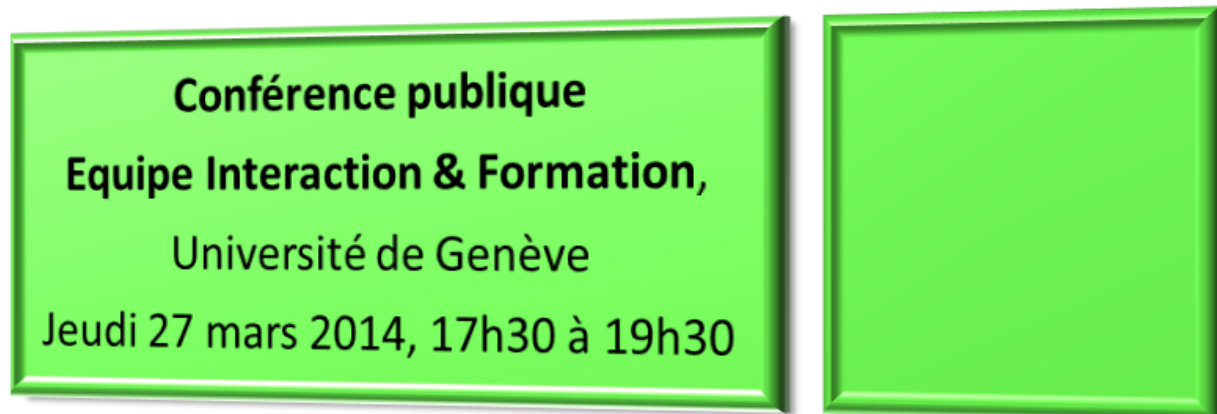 Conférence publique
Equipe Interaction & Formation,
Université de Genève
Jeudi 27 mars 2014, 17h30 à 19h30